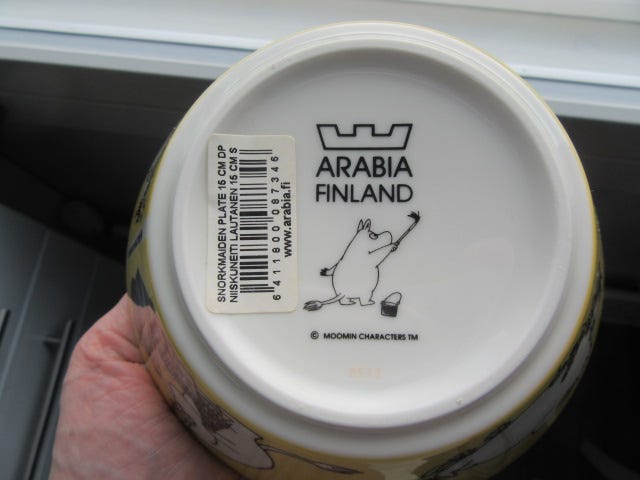 SNORKMAIDEN PLATE 15 CM DP
NIISKUNEITI LAUTANEN 15 CM S
6 411800 087346
www.arabia.fi
ARABIA
FINLAND
© MOOMIN CHARACTERS TM